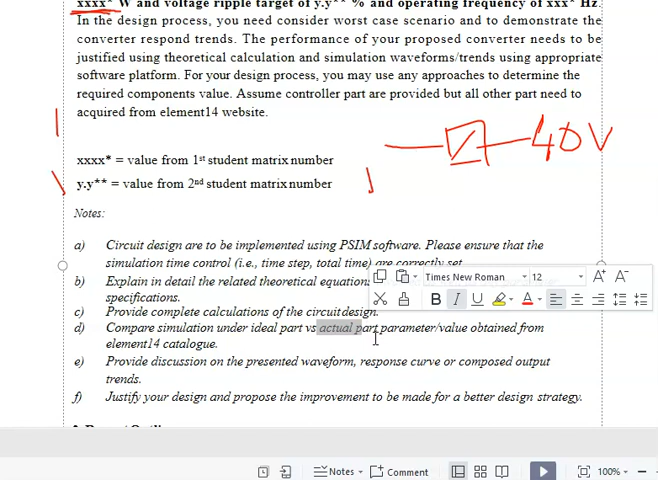 xxxx* W and voltage ripple target of y.y** % and operating frequency of xxx* Hz.
In the design process, you need consider worst case scenario and to demonstrate the
converter respond trends. The performance of your proposed converter needs to be
justified using theoretical calculation and simulation waveforms/trends using appropriate
software platform. For your design process, you may use any approaches to determine the
required components value. Assume controller part are provided but all other part need to
acquired from element14 website.
40V
xxxx* = value from 1st student matrix number
y.y** = value from 2nd student matrix number
Notes:
a) Circuit design are to be implemented using PSIM software. Please ensure that the
simulation time control (i.e., time step, total time) are correctly set
b) Explain in detail the related theoretical equation
specifications.
Times New Roman 12 A+ A-
B I U A
c) Provide complete calculations of the circuit design.
d) Compare simulation under ideal part vs actual part parameter/value obtained from
element14 catalogue.
e) Provide discussion on the presented waveform, response curve or composed output
trends.
f) Justify your design and propose the improvement to be made for a better design strategy.
Notes Comment 100%